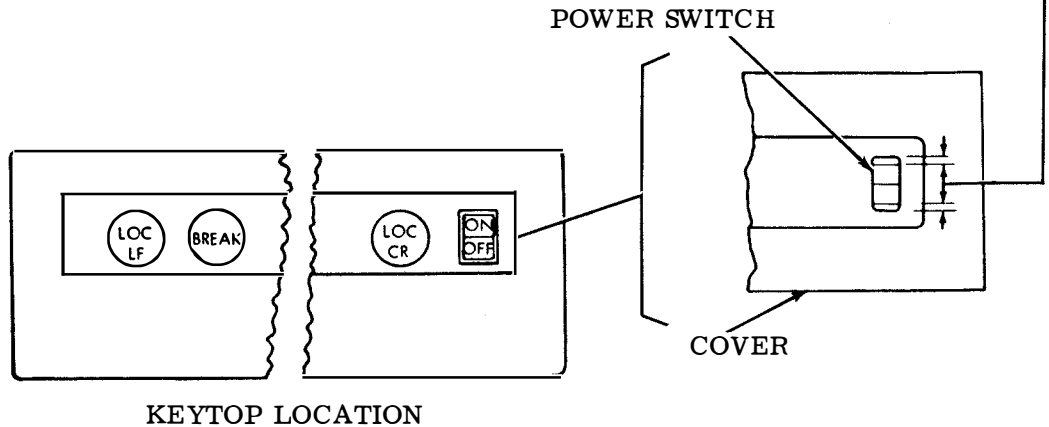 POWER SWITCH
LOC
LF
BREAK
LOC
CR
ON
OFF
COVER
KEYTOP LOCATION